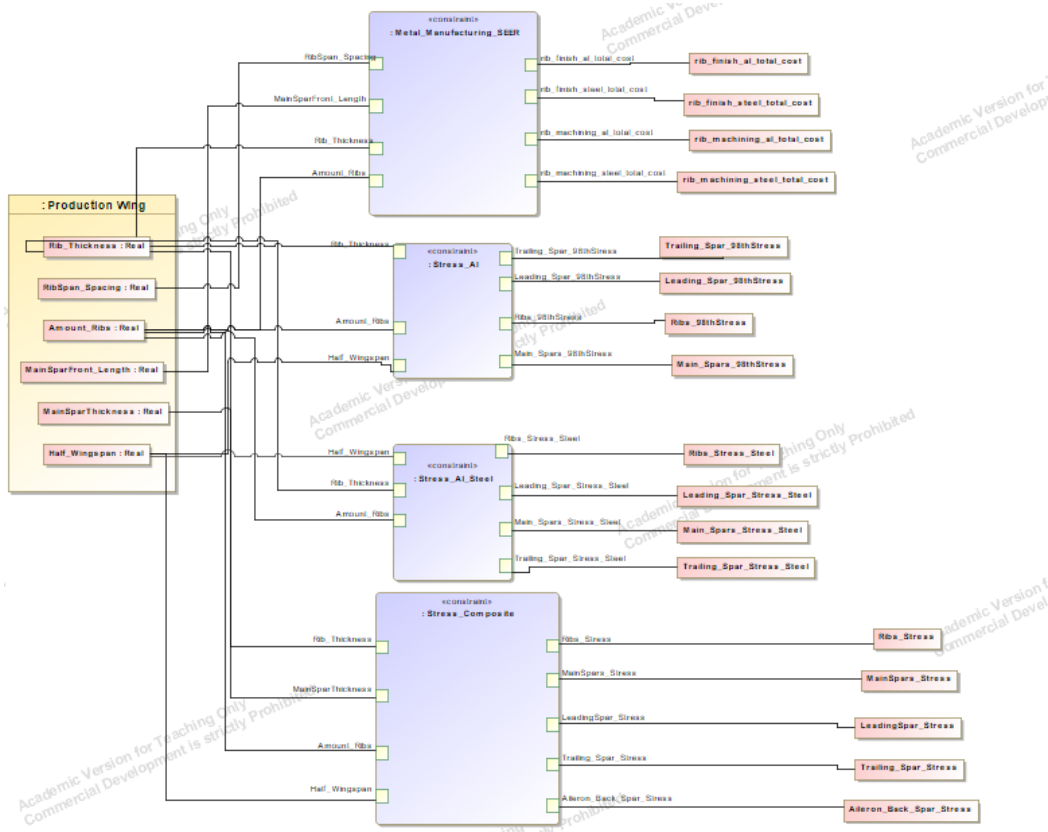 «constraint»
: Metal_Manufacturing_SEER
RibSpan_Spacing
MainSparFront_Length
Rib_Thickness
Amount_Ribs
rib_finish_al_total_cost
rib_finish_steel_total_cost
rib_machining_al_total_cost
rib_machining_steel_total_cost
rib_finish_al_total_cost
rib_finish_steel_total_cost
rib_machining_al_total_cost
rib_machining_steel_total_cost
: Production Wing
Rib_Thickness : Real
RibSpan_Spacing : Real
Amount_Ribs : Real
MainSparFront_Length : Real
MainSparThickness : Real
Half_Wingspan : Real
«constraint»
: Stress_Al
Rib_Thickness
Amount_Ribs
Half_Wingspan
Trailing_Spar_98thStress
Leading_Spar_98thStress
Ribs_98thStress
Main_Spars_98thStress
Trailing_Spar_98thStress
Leading_Spar_98thStress
Ribs_98thStress
Main_Spars_98thStress
«constraint»
: Stress_Al_Steel
Half_Wingspan
Rib_Thickness
Amount_Ribs
Ribs_Stress_Steel
Leading_Spar_Stress_Steel
Main_Spars_Stress_Steel
Trailing_Spar_Stress_Steel
Ribs_Stress_Steel
Leading_Spar_Stress_Steel
Main_Spars_Stress_Steel
Trailing_Spar_Stress_Steel
«constraint»
: Stress_Composite
Rib_Thickness
MainSparThickness
Amount_Ribs
Half_Wingspan
Ribs_Stress
MainSpars_Stress
LeadingSpar_Stress
Trailing_Spar_Stress
Aileron_Back_Spar_Stress
Ribs_Stress
MainSpars_Stress
LeadingSpar_Stress
Trailing_Spar_Stress
Aileron_Back_Spar_Stress
Academic Version for Teaching Only
Commercial Development is strictly Prohibited